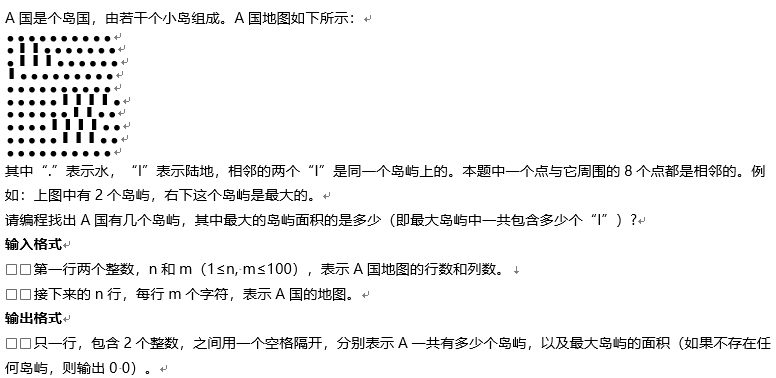 A 国是个岛国，由若干个小岛组成。A 国地图如下所示：
..........
.II.......
.III......
I.........
..........
.....IIII.
......II..
....IIII..
.....III..
..........
其中“.”表示水，“I”表示陆地，相邻的两个“I”是同一个岛屿上的。本题中一个点与它周围的 8 个点都是相邻的。例
如：上图中有 2 个岛屿，右下这个岛屿是最大的。
请编程找出 A 国有几个岛屿，其中最大的岛屿面积的是多少（即最大岛屿中一共包含多少个“I”）?
输入格式
□□第一行两个整数，n 和 m（1≤n, m≤100），表示 A 国地图的行数和列数。
□□接下来的 n 行，每行 m 个字符，表示 A 国的地图。
输出格式
□□只一行，包含 2 个整数，之间用一个空格隔开，分别表示 A 一共有多少个岛屿，以及最大岛屿的面积（如果不存在任
何岛屿，则输出 0 0）。